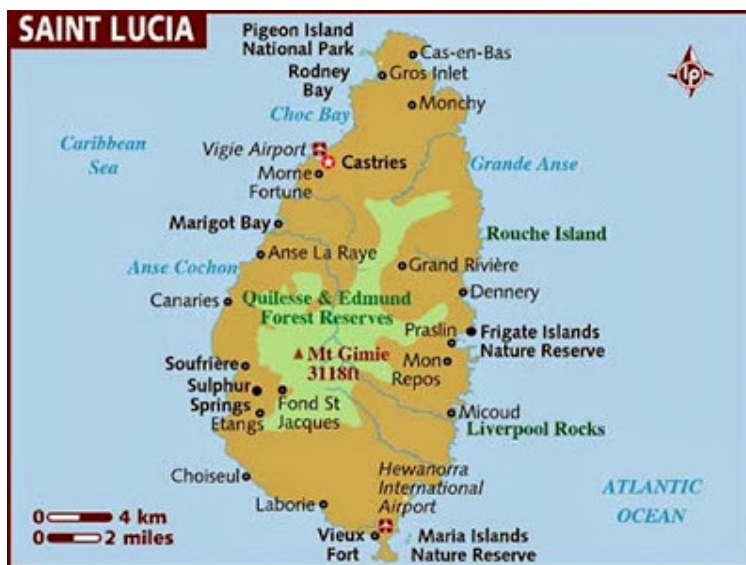 SAINT LUCIA
Pigeon Island
National Park
Cas-en-Bas
Rodney
Bay
Gros Inlet
Monchy
Choc Bay
Caribbean
Sea
Vigie Airport
Castries
Grande Anse
Morne
Fortune
Marigot Bay
Rouche Island
Anse La Raye
Anse Cochon
Grand Rivière
Canaries
Quilesse & Edmund
Forest Reserves
Dennery
Praslin
Frigate Islands
Nature Reserve
Mt Gimie
3118ft
Mon
Repos
Soufrière
Sulphur
Springs
Fond St
Jacques
Etangs
Micoud
Liverpool Rocks
Choiseul
Hewanorra
International
Airport
ATLANTIC
OCEAN
Laborie
0 4 km
0 2 miles
Vieux
Fort
Maria Islands
Nature Reserve
LP